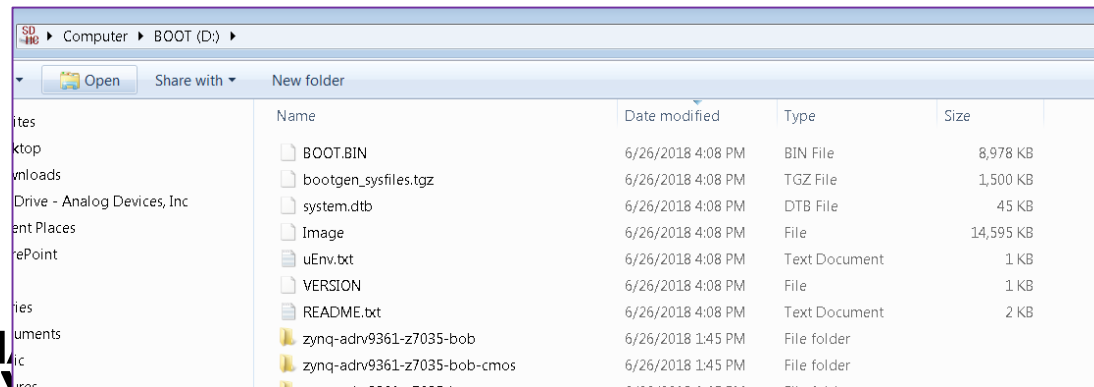 Computer BOOT (D:)
Open Share with New folder
Name Date modified Type Size
ites
ktop
wnloads
Drive - Analog Devices, Inc
ent Places
rePoint
ries
uments
ic
ures
BOOT.BIN 6/26/2018 4:08 PM BIN File 8,978 KB
bootgen_sysfiles.tgz 6/26/2018 4:08 PM TGZ File 1,500 KB
system.dtb 6/26/2018 4:08 PM DTB File 45 KB
Image 6/26/2018 4:08 PM File 14,595 KB
uEnv.txt 6/26/2018 4:08 PM Text Document 1 KB
VERSION 6/26/2018 4:08 PM File 1 KB
README.txt 6/26/2018 4:08 PM Text Document 2 KB
zynq-adrv9361-z7035-bob 6/26/2018 1:45 PM File folder
zynq-adrv9361-z7035-bob-cmos 6/26/2018 1:45 PM File folder